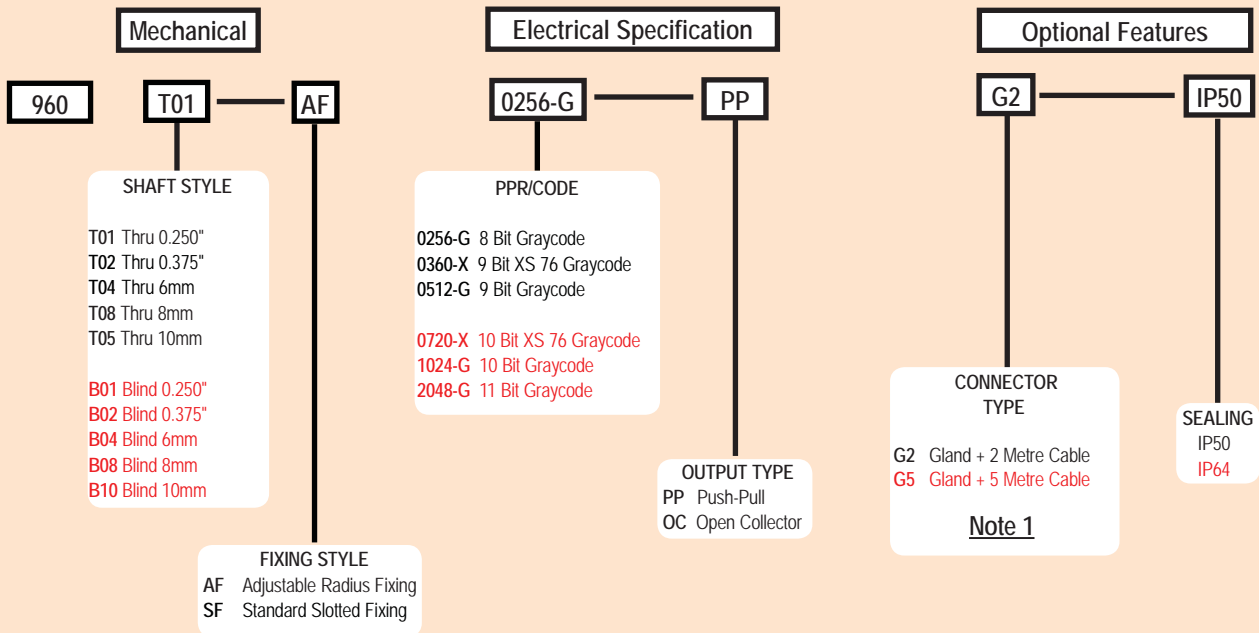 Mechanical
Electrical Specification
Optional Features
960
T01
AF
0256-G
PP
G2
IP50
SHAFT STYLE
T01 Thru 0.250"
T02 Thru 0.375"
T04 Thru 6mm
T08 Thru 8mm
T05 Thru 10mm
B01 Blind 0.250"
B02 Blind 0.375"
B04 Blind 6mm
B08 Blind 8mm
B10 Blind 10mm
FIXING STYLE
AF Adjustable Radius Fixing
SF Standard Slotted Fixing
PPR/CODE
0256-G 8 Bit Graycode
0360-X 9 Bit XS 76 Graycode
0512-G 9 Bit Graycode
0720-X 10 Bit XS 76 Graycode
1024-G 10 Bit Graycode
2048-G 11 Bit Graycode
OUTPUT TYPE
PP Push-Pull
OC Open Collector
CONNECTOR
TYPE
G2 Gland + 2 Metre Cable
G5 Gland + 5 Metre Cable
Note 1
SEALING
IP50
IP64